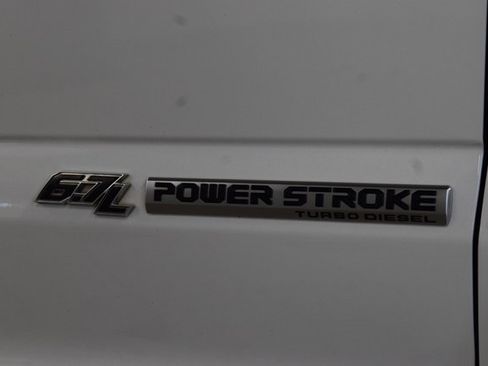 6.7L POWER STROKE
TURBO DIESEL